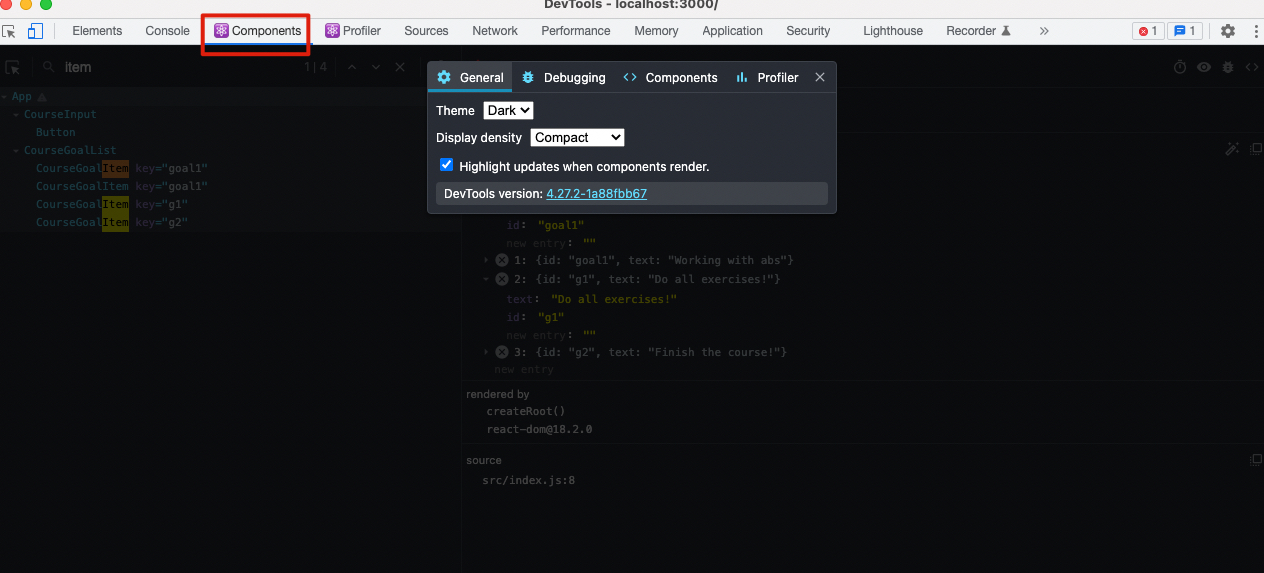 DevTools - localhost:3000/
Elements Console Components Profiler Sources Network Performance Memory Application Security Lighthouse Recorder » 1 1
item 1 | 4
General Debugging Components Profiler
Theme Dark
Display density Compact
Highlight updates when components render.
DevTools version: 4.27.2-1a88fbb67
App
CourseInput
Button
CourseGoalList
CourseGoalItem key="goal1"
CourseGoalItem key="goal1"
CourseGoalItem key="g1"
CourseGoalItem key="g2"
id: "goal1"
new entry: ""
1: {id: "goal1", text: "Working with abs"}
2: {id: "g1", text: "Do all exercises!"}
text: "Do all exercises!"
id: "g1"
new entry: ""
3: {id: "g2", text: "Finish the course!"}
new entry
rendered by
createRoot()
react-dom@18.2.0
source
src/index.js:8